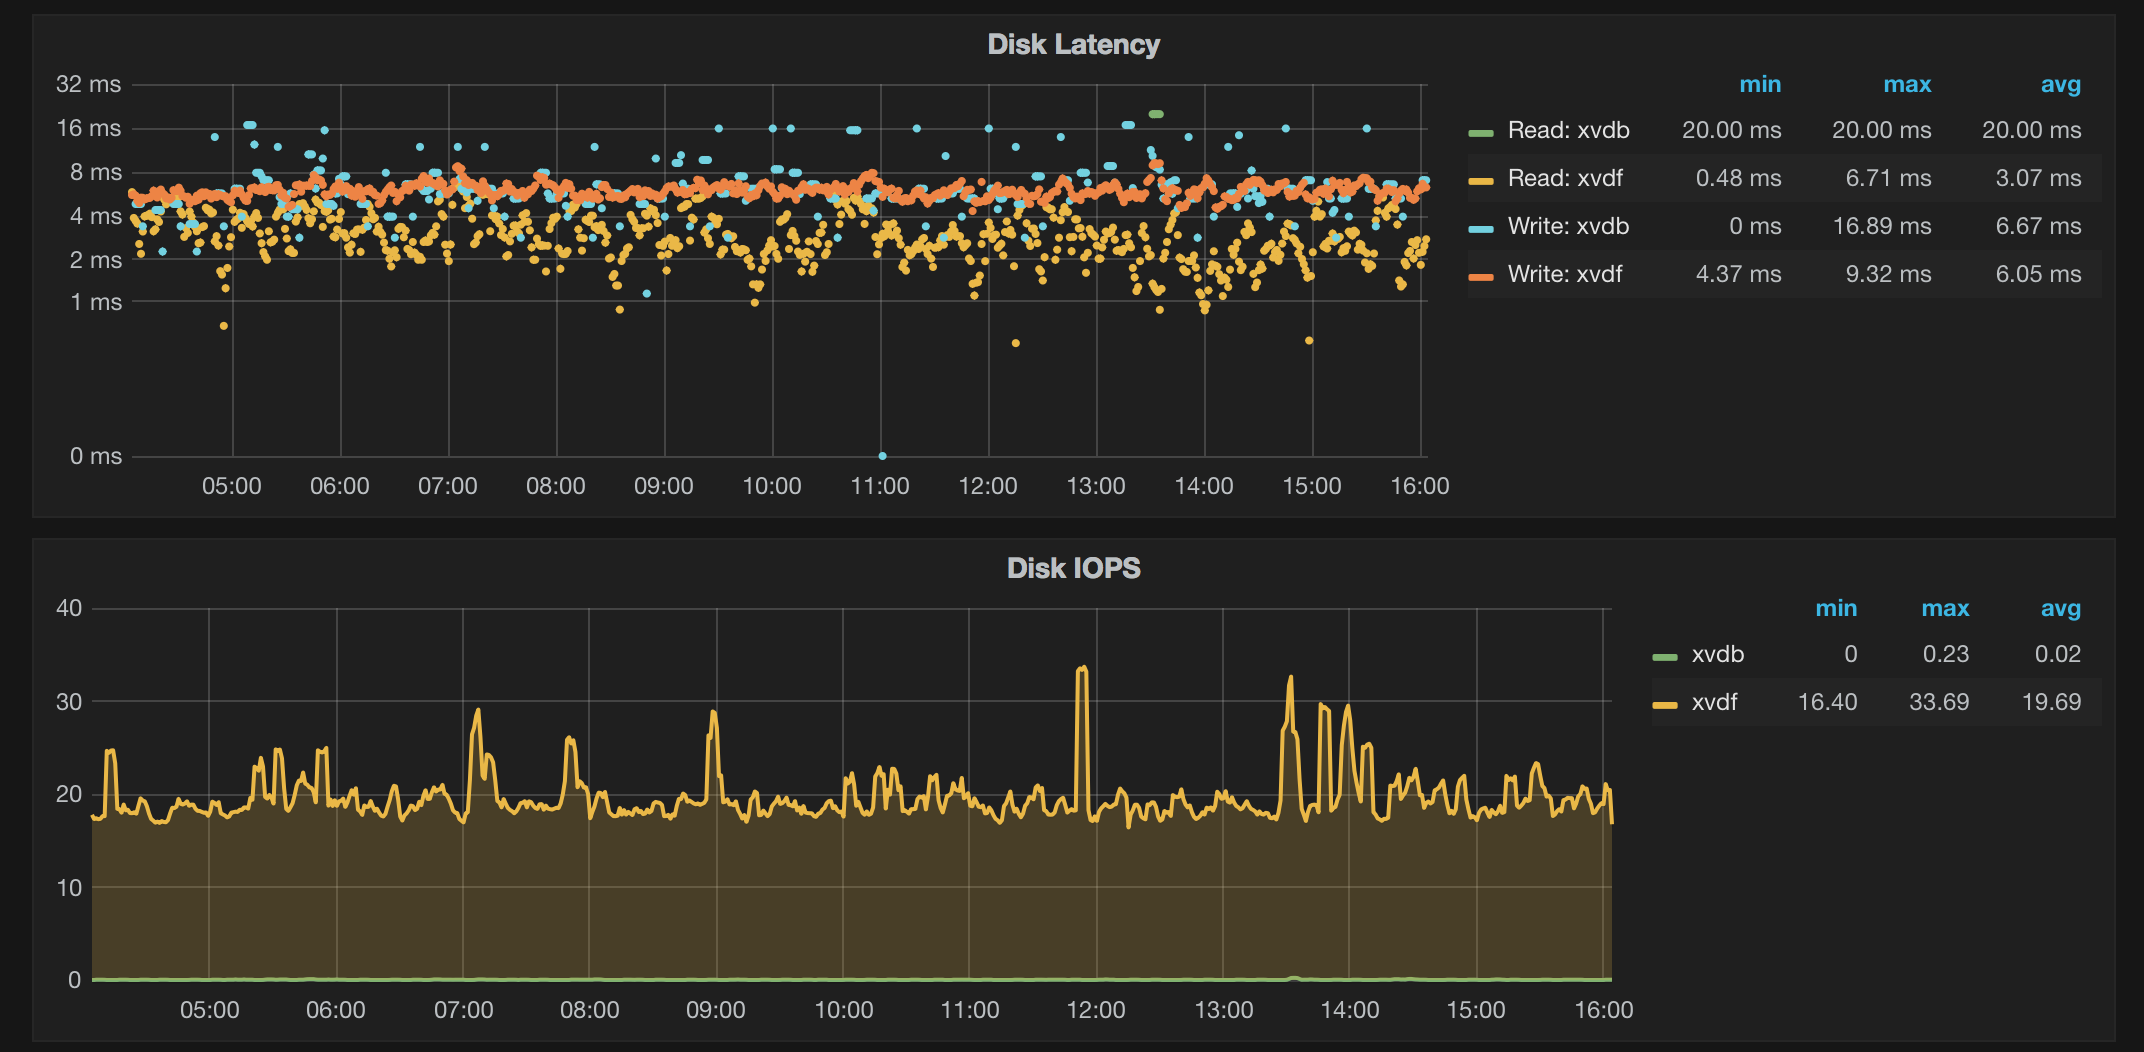 Disk Latency
32 ms
16 ms
8 ms
4 ms
2 ms
1 ms
0 ms
05:00 06:00 07:00 08:00 09:00 10:00 11:00 12:00 13:00 14:00 15:00 16:00
min max avg
Read: xvdb 20.00 ms 20.00 ms 20.00 ms
Read: xvdf 0.48 ms 6.71 ms 3.07 ms
Write: xvdb 0 ms 16.89 ms 6.67 ms
Write: xvdf 4.37 ms 9.32 ms 6.05 ms
Disk IOPS
40
30
20
10
0
05:00 06:00 07:00 08:00 09:00 10:00 11:00 12:00 13:00 14:00 15:00 16:00
min max avg
xvdb 0 0.23 0.02
xvdf 16.40 33.69 19.69